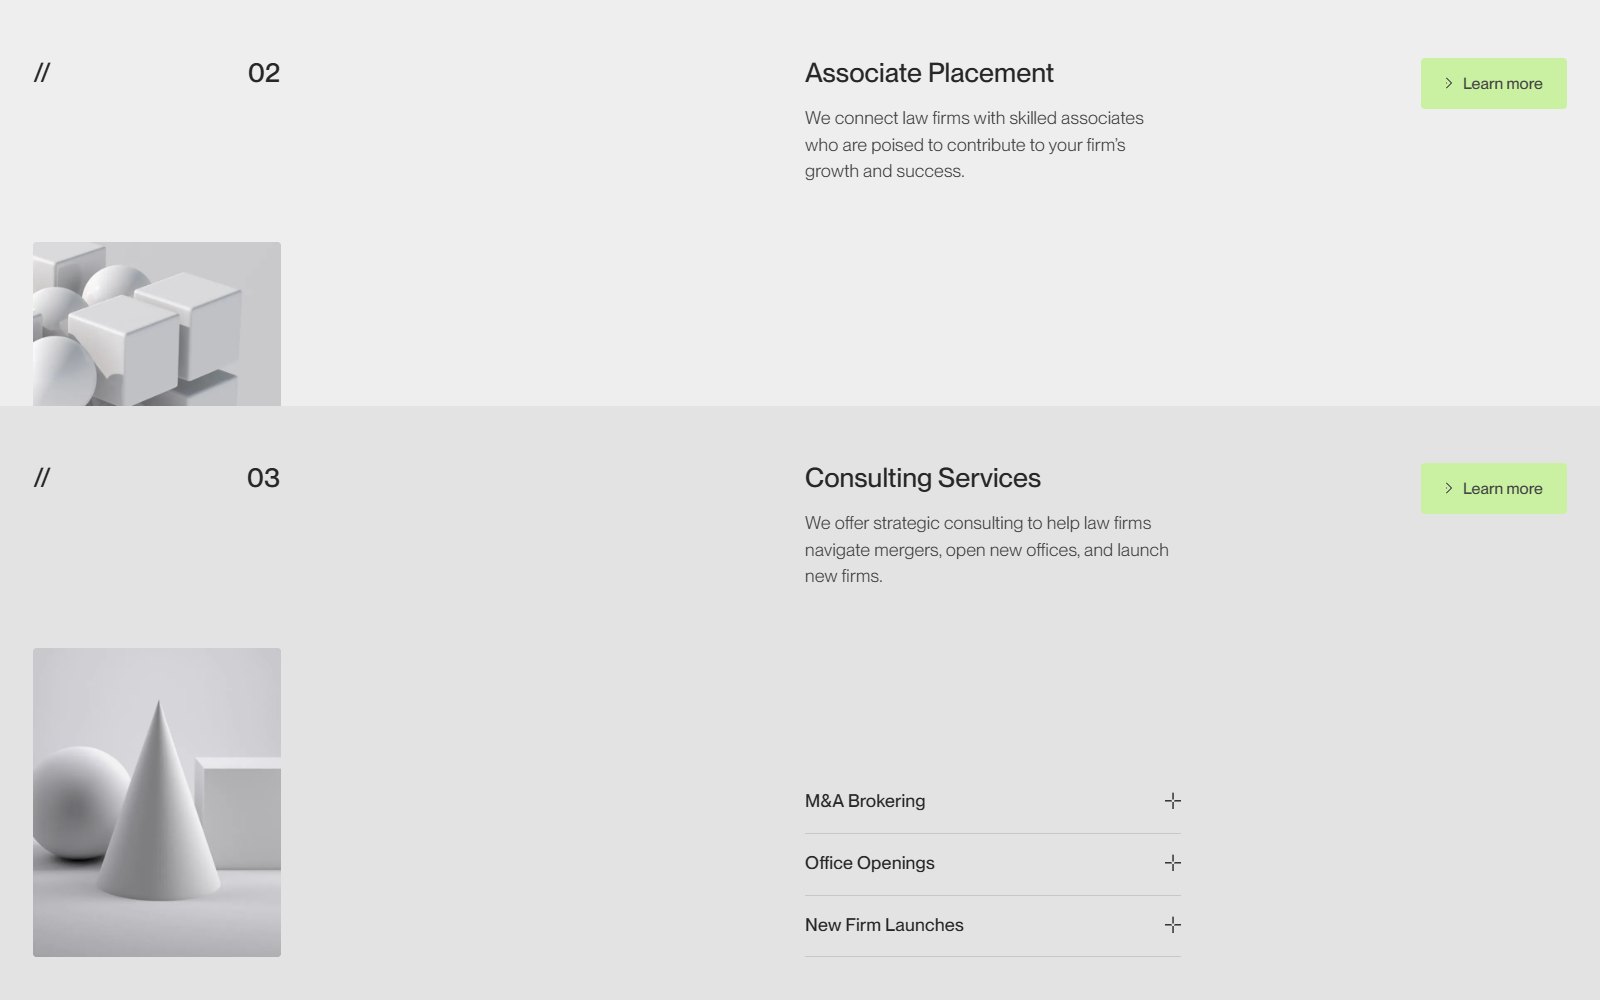 //
02
Associate Placement
Learn more
We connect law firms with skilled associates
who are poised to contribute to your firm’s
growth and success.
//
03
Consulting Services
Learn more
We offer strategic consulting to help law firms
navigate mergers, open new offices, and launch
new firms.
M&A Brokering
Office Openings
New Firm Launches